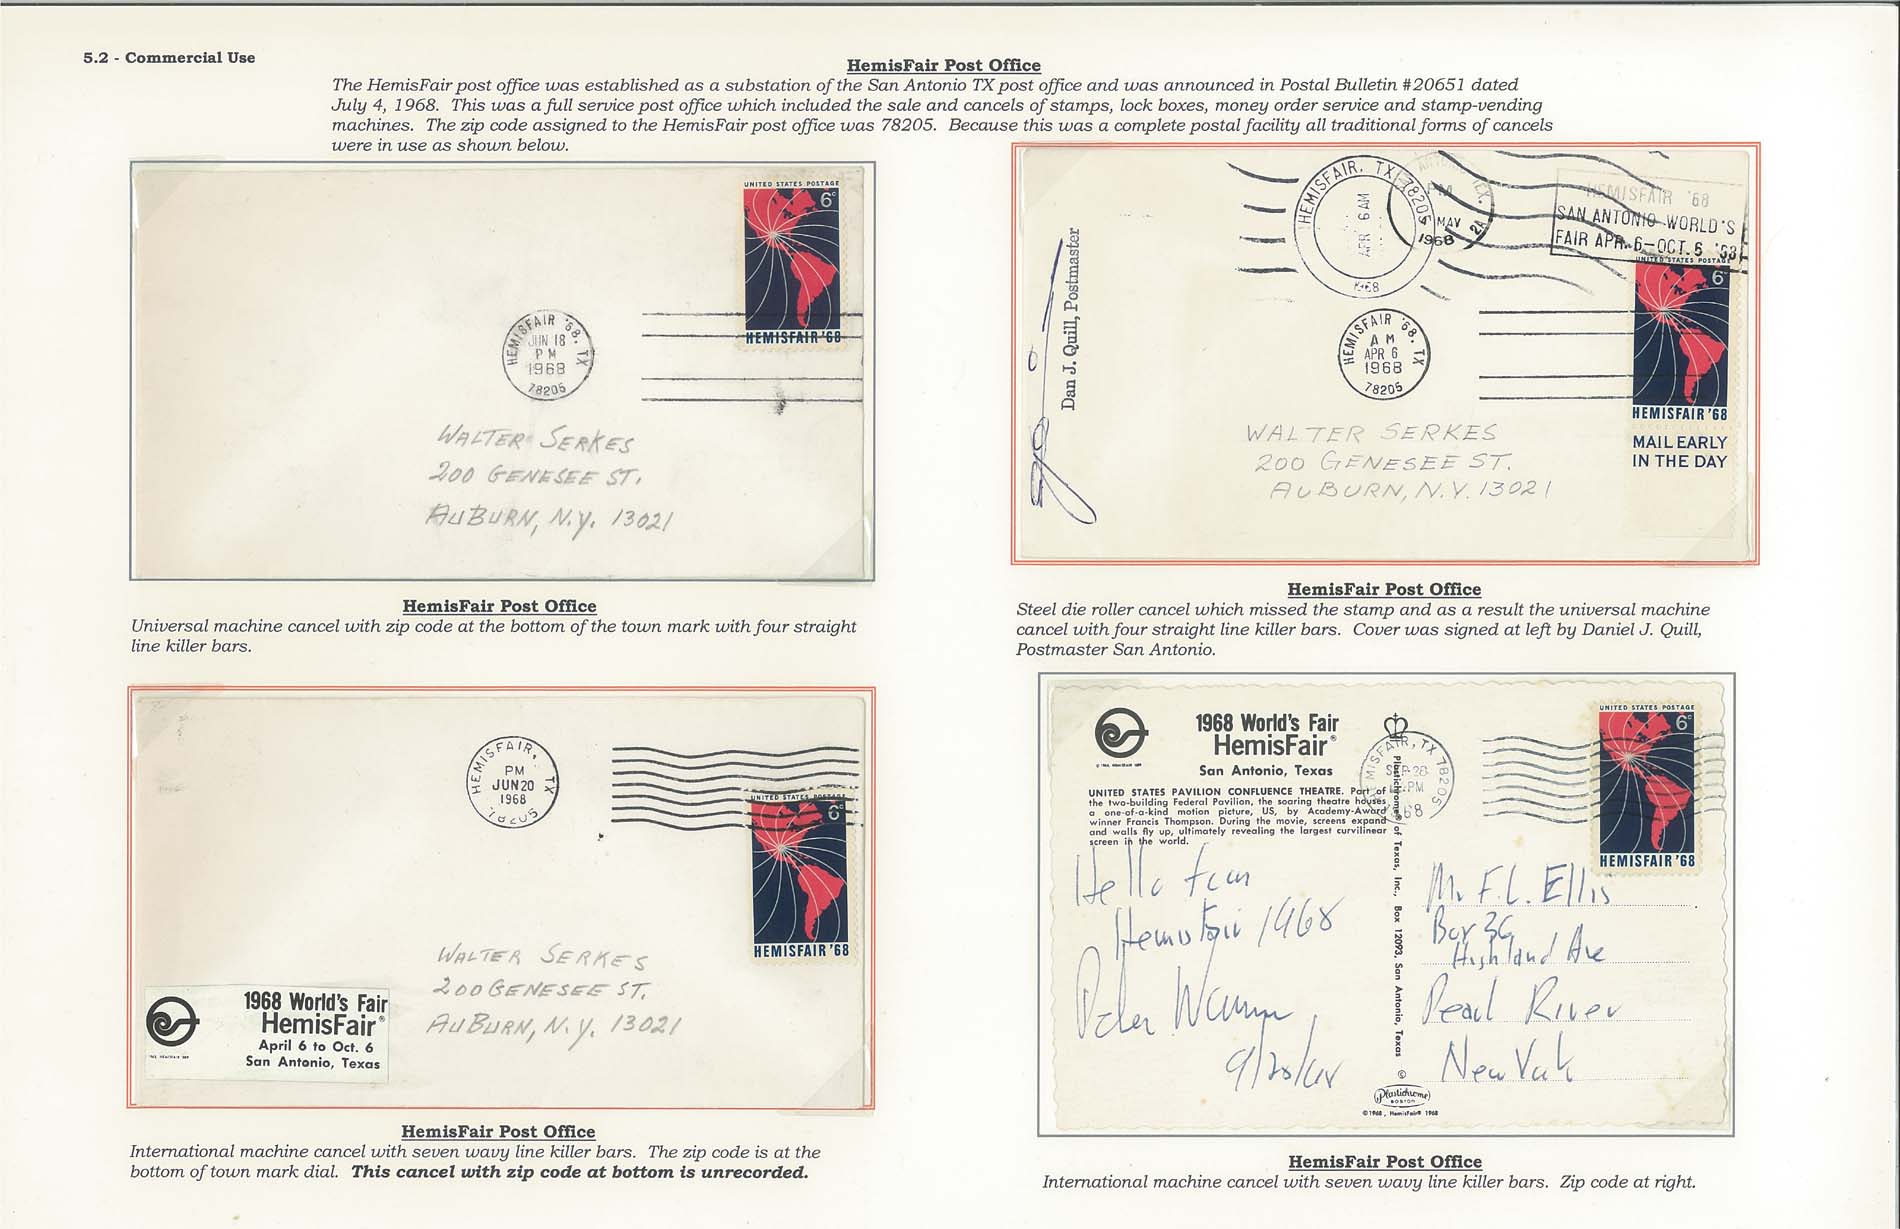 5.2 - Commercial Use
HemisFair Post Office
The HemisFair post office was established as a substation of the San Antonio TX post office and was announced in Postal Bulletin #20651 dated
July 4, 1968. This was a full service post office which included the sale and cancels of stamps, lock boxes, money order service and stamp-vending
machines. The zip code assigned to the HemisFair post office was 78205. Because this was a complete postal facility all traditional forms of cancels
were in use as shown below.
UNITED STATES POSTAGE
6c
HEMISFAIR '68
HEMISFAIR '68, TX
JUN 18
PM
1968
78205
WALTER SERKES
200 GENESEE ST.
AUBURN, N.Y. 13021
HemisFair Post Office
Universal machine cancel with zip code at the bottom of the town mark with four straight
line killer bars.
HEMISFAIR, TX 78205
APR 6 AM
1968
PM
MAY
1968
HEMISFAIR '68
SAN ANTONIO WORLD'S
FAIR APR. 6-OCT. 6 '68
UNITED STATES POSTAGE
6c
HEMISFAIR '68
MAIL EARLY
IN THE DAY
HEMISFAIR '68, TX
AM
APR 6
1968
78205
Dan J. Quill, Postmaster
WALTER SERKES
200 GENESEE ST.
AUBURN, N.Y. 13021
HemisFair Post Office
Steel die roller cancel which missed the stamp and as a result the universal machine
cancel with four straight line killer bars. Cover was signed at left by Daniel J. Quill,
Postmaster San Antonio.
HEMISFAIR, TX
PM
JUN 20
1968
78205
UNITED STATES POSTAGE
6c
HEMISFAIR '68
WALTER SERKES
200 GENESEE ST.
AUBURN, N.Y. 13021
1968 World's Fair
HemisFair®
April 6 to Oct. 6
San Antonio, Texas
HemisFair Post Office
International machine cancel with seven wavy line killer bars. The zip code is at the
bottom of town mark dial. This cancel with zip code at bottom is unrecorded.
1968 World's Fair
HemisFair®
San Antonio, Texas
UNITED STATES PAVILION CONFLUENCE THEATRE. Part of
the two-building Federal Pavilion, the soaring theatre houses
a one-of-a-kind motion picture, US, by Academy-Award
winner Francis Thompson. During the movie, screens expand
and walls fly up, ultimately revealing the largest curvilinear
screen in the world.
TX 78205
PM
UNITED STATES POSTAGE
6c
HEMISFAIR '68
Hello from
Hemisfair 1968
Plastichrome® of Texas, Inc., Box 12093, San Antonio, Texas ©
Mr F.L. Ellis
Box 36
Highland Ave
Pearl River
New York
Plastichrome
BOSTON
© 1968, HemisFair® 1968
HemisFair Post Office
International machine cancel with seven wavy line killer bars. Zip code at right.